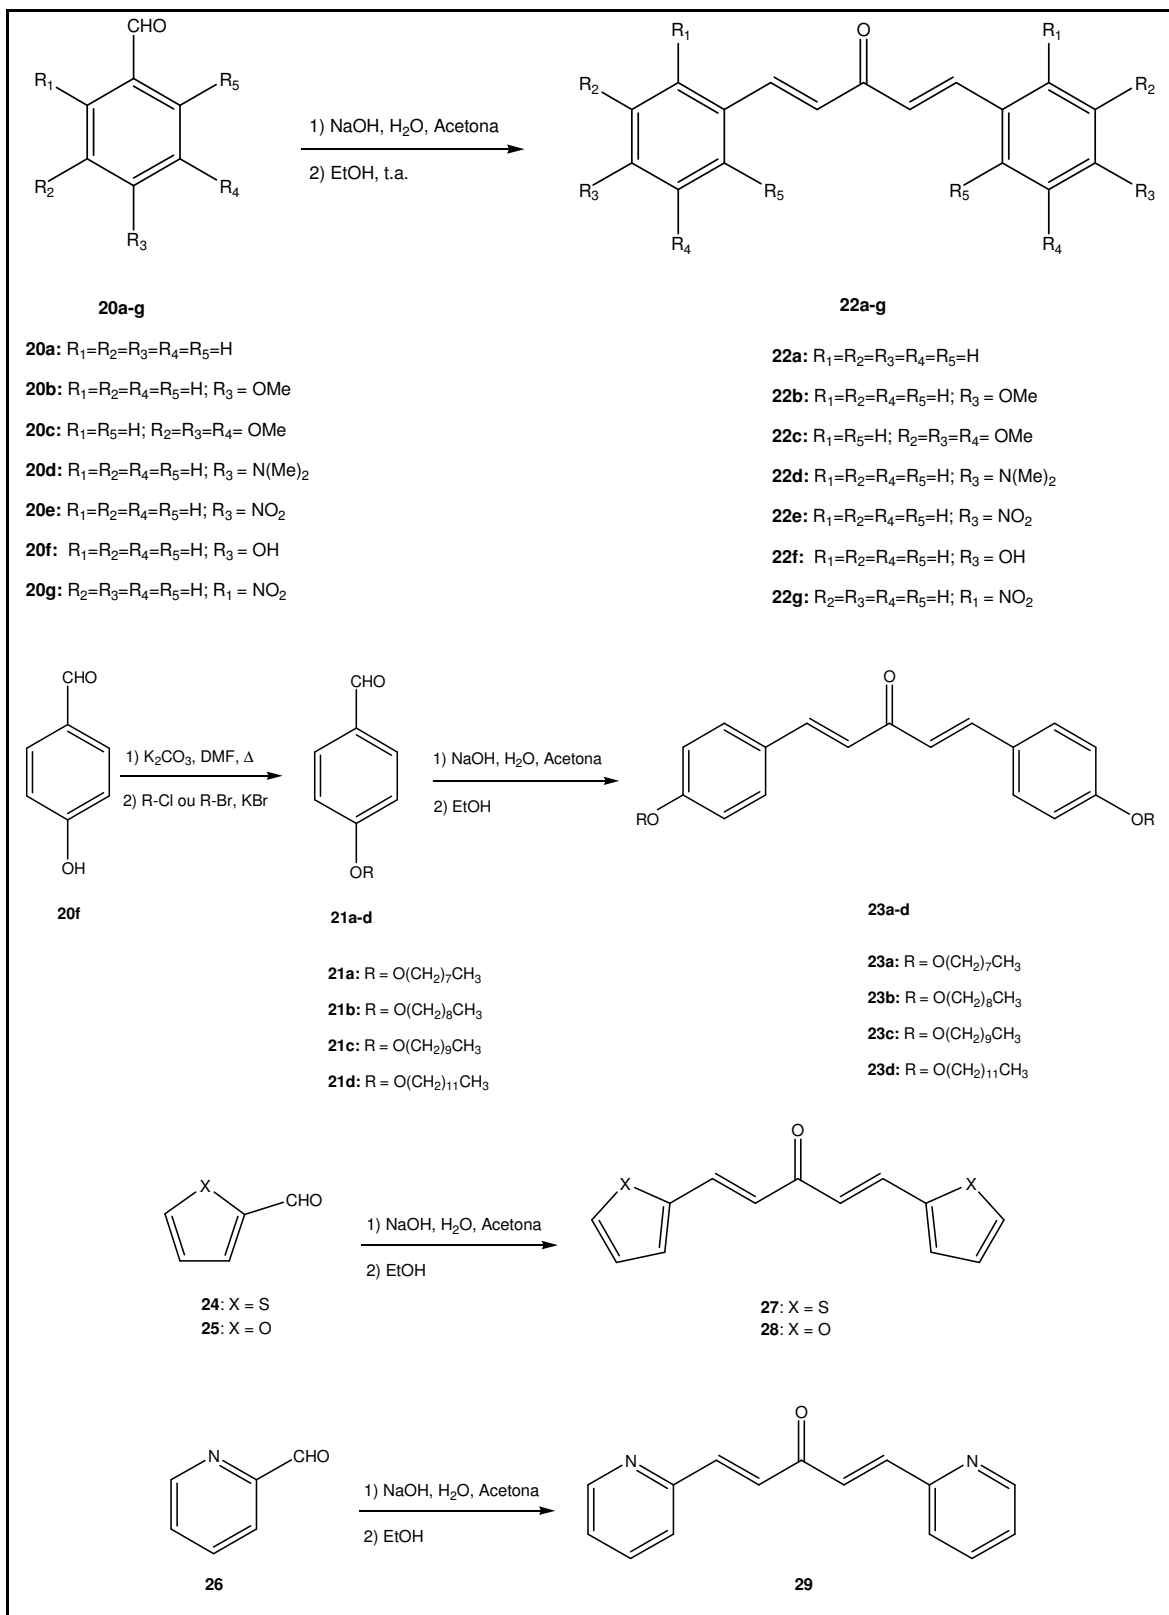 CHO
R1
R5
R2
R4
R3
1) NaOH, H2O, Acetona
2) EtOH, t.a.
O
R1
R1
R2
R2
R3
R5
R5
R3
R4
R4
20a-g
22a-g
20a: R1=R2=R3=R4=R5=H
20b: R1=R2=R4=R5=H; R3 = OMe
20c: R1=R5=H; R2=R3=R4= OMe
20d: R1=R2=R4=R5=H; R3 = N(Me)2
20e: R1=R2=R4=R5=H; R3 = NO2
20f: R1=R2=R4=R5=H; R3 = OH
20g: R2=R3=R4=R5=H; R1 = NO2
22a: R1=R2=R3=R4=R5=H
22b: R1=R2=R4=R5=H; R3 = OMe
22c: R1=R5=H; R2=R3=R4= OMe
22d: R1=R2=R4=R5=H; R3 = N(Me)2
22e: R1=R2=R4=R5=H; R3 = NO2
22f: R1=R2=R4=R5=H; R3 = OH
22g: R2=R3=R4=R5=H; R1 = NO2
CHO
OH
20f
1) K2CO3, DMF, Δ
2) R-Cl ou R-Br, KBr
CHO
OR
21a-d
1) NaOH, H2O, Acetona
2) EtOH
O
RO
OR
23a-d
21a: R = O(CH2)7CH3
21b: R = O(CH2)8CH3
21c: R = O(CH2)9CH3
21d: R = O(CH2)11CH3
23a: R = O(CH2)7CH3
23b: R = O(CH2)8CH3
23c: R = O(CH2)9CH3
23d: R = O(CH2)11CH3
X
CHO
24: X = S
25: X = O
1) NaOH, H2O, Acetona
2) EtOH
O
X
X
27: X = S
28: X = O
N
CHO
26
1) NaOH, H2O, Acetona
2) EtOH
O
N
N
29